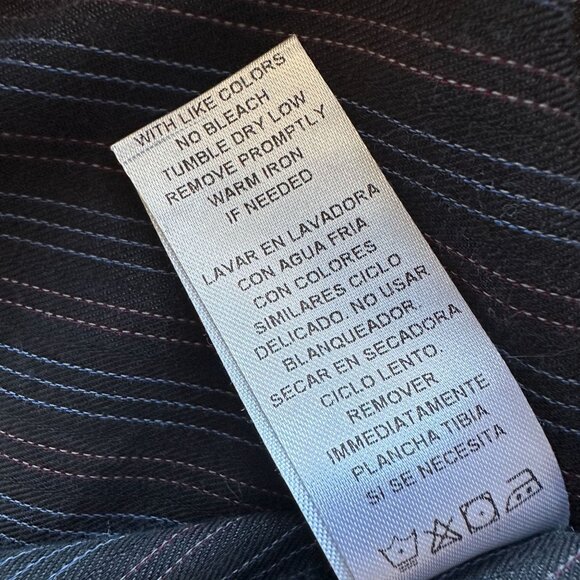 WITH LIKE COLORS
NO BLEACH
TUMBLE DRY LOW
REMOVE PROMPTLY
WARM IRON
IF NEEDED
LAVAR EN LAVADORA
CON AGUA FRIA
CON COLORES
SIMILARES CICLO
DELICADO. NO USAR
BLANQUEADOR.
SECAR EN SECADORA
CICLO LENTO.
REMOVER
IMMEDIATAMENTE
PLANCHA TIBIA
SI SE NECESITA